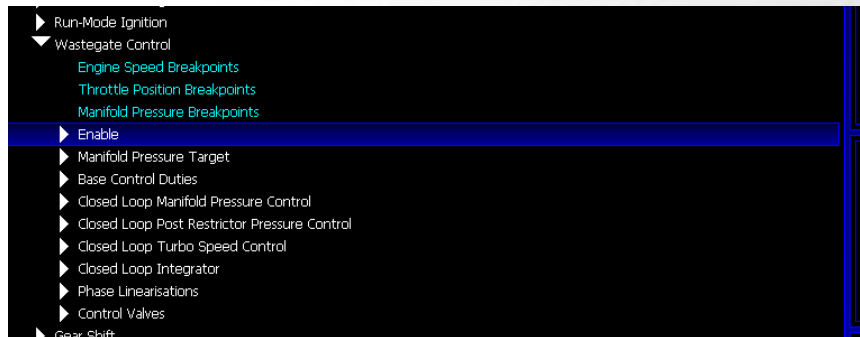 Run-Mode Ignition
Wastegate Control
Engine Speed Breakpoints
Throttle Position Breakpoints
Manifold Pressure Breakpoints
Enable
Manifold Pressure Target
Base Control Duties
Closed Loop Manifold Pressure Control
Closed Loop Post Restrictor Pressure Control
Closed Loop Turbo Speed Control
Closed Loop Integrator
Phase Linearisations
Control Valves
Gear Shift